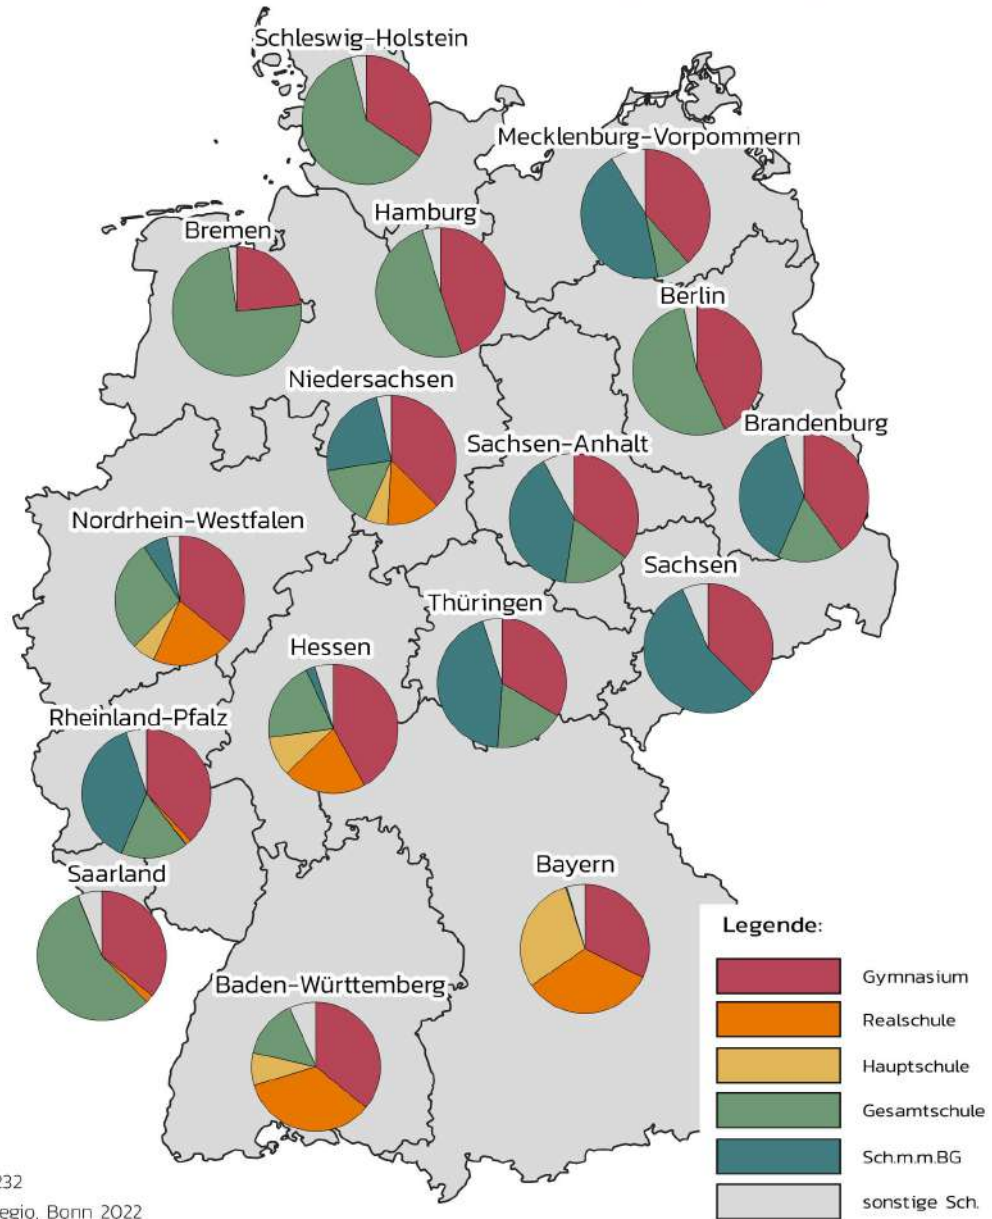 Schleswig-Holstein
Mecklenburg-Vorpommern
Hamburg
Bremen
Berlin
Niedersachsen
Brandenburg
Sachsen-Anhalt
Nordrhein-Westfalen
Sachsen
Thüringen
Hessen
Rheinland-Pfalz
Bayern
Saarland
Baden-Württemberg
Legende:
Gymnasium
Realschule
Hauptschule
Gesamtschule
Sch.m.m.BG
sonstige Sch.
232
egio, Bonn 2022